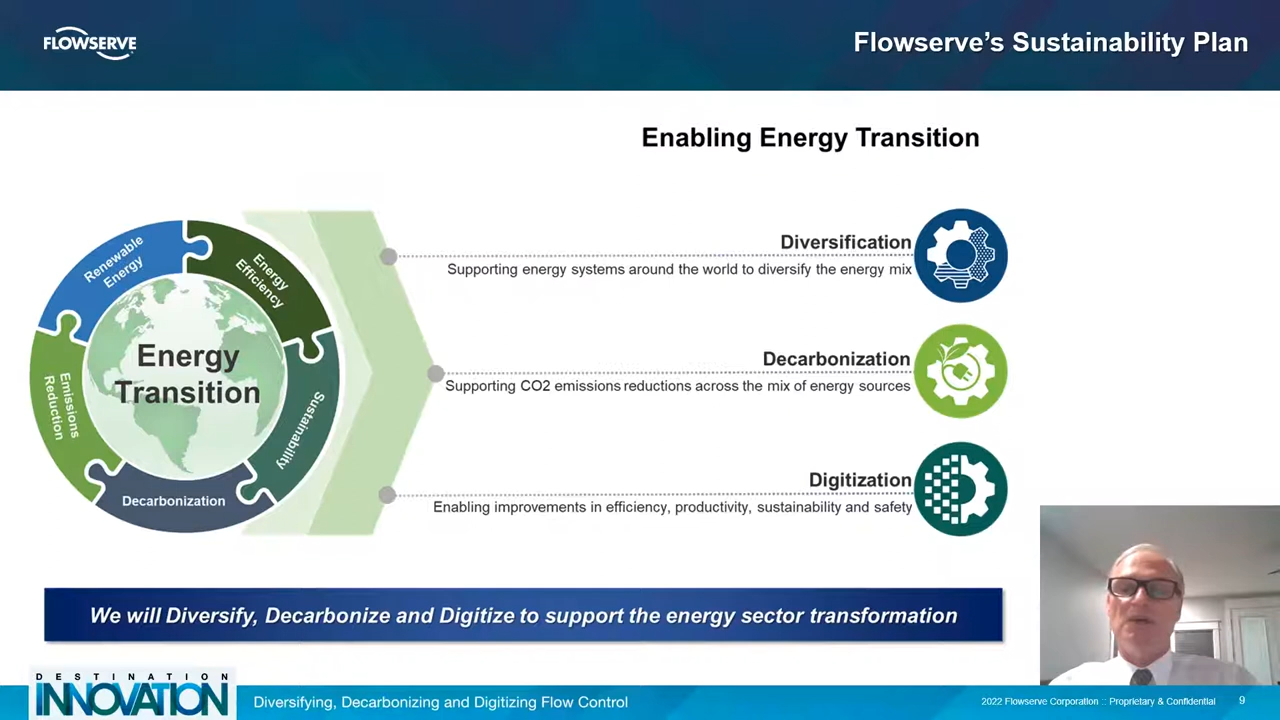 FLOWSERVE
Flowserve's Sustainability Plan
Enabling Energy Transition
Renewable
Energy
Energy
Efficiency
Sustainability
Decarbonization
Emissions
Reduction
Energy
Transition
Diversification
Supporting energy systems around the world to diversify the energy mix
Decarbonization
Supporting CO2 emissions reductions across the mix of energy sources
Digitization
Enabling improvements in efficiency, productivity, sustainability and safety
We will Diversify, Decarbonize and Digitize to support the energy sector transformation
DESTINATION
INNOVATION
Diversifying, Decarbonizing and Digitizing Flow Control
2022 Flowserve Corporation :: Proprietary & Confidential
9